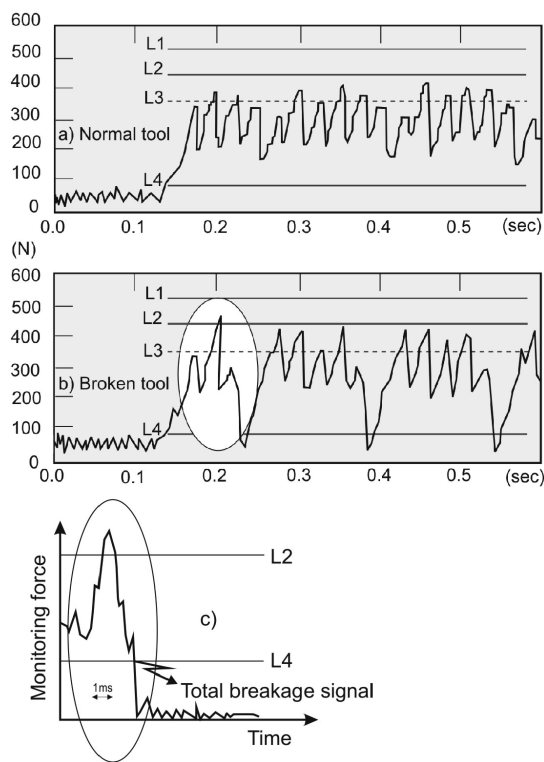 600
L1
500
L2
400
L3
300
a) Normal tool
200
100
L4
0
0.0 0.1 0.2 0.3 0.4 0.5 (sec)
(N)
600
L1
500
L2
400
L3
300
b) Broken tool
200
100
L4
0
0.0 0.1 0.2 0.3 0.4 0.5 (sec)
Monitoring force
L2
c)
L4
1ms
Total breakage signal
Time